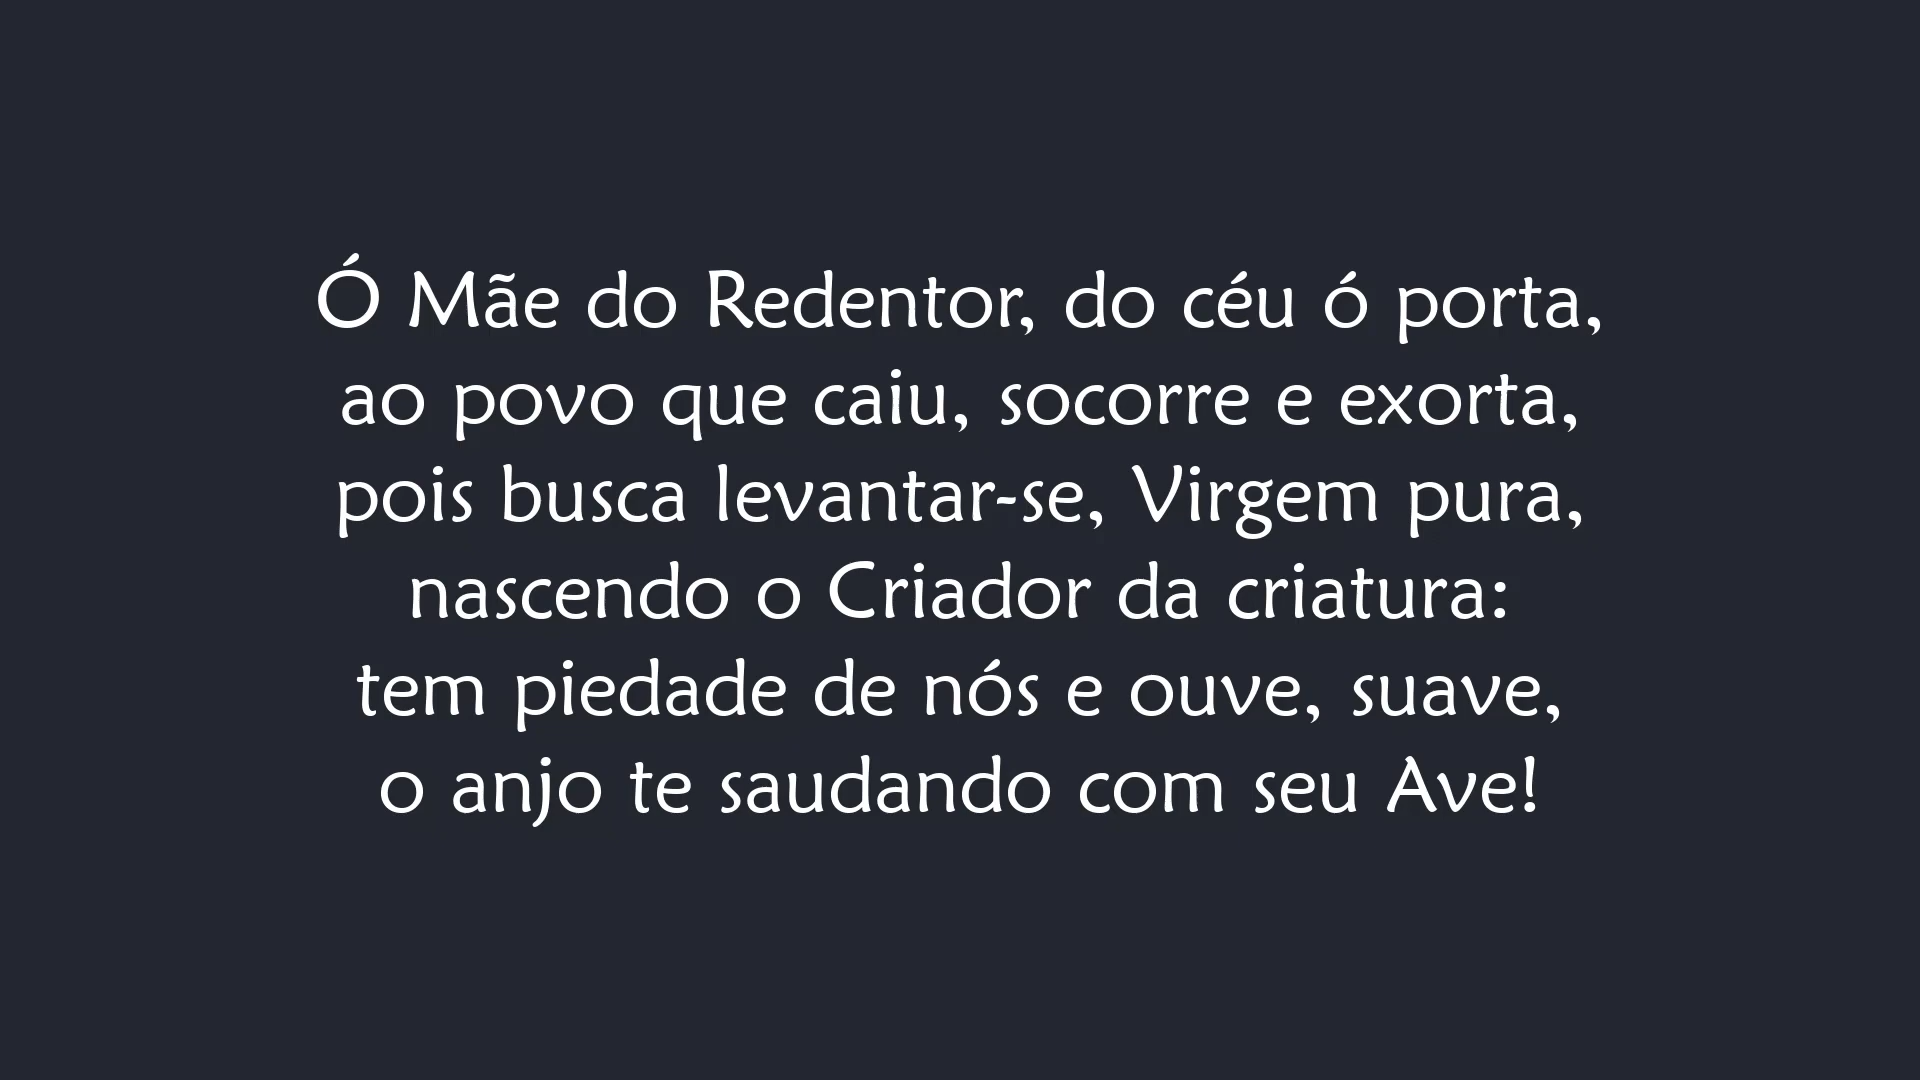 Ó Mãe do Redentor, do céu ó porta,
ao povo que caiu, socorre e exorta,
pois busca levantar-se, Virgem pura,
nascendo o Criador da criatura:
tem piedade de nós e ouve, suave,
o anjo te saudando com seu Ave!